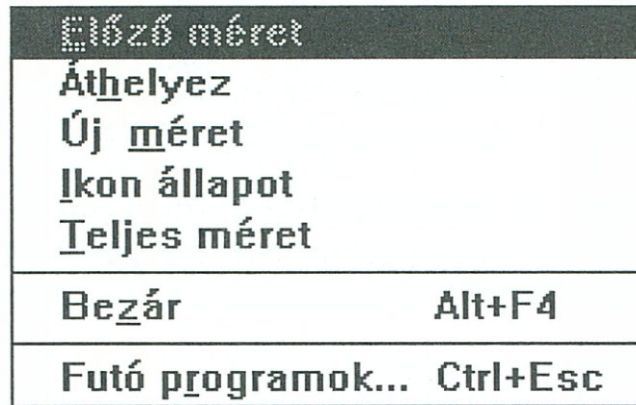 Előző méret
Áthelyez
Új méret
Ikon állapot
Teljes méret
Bezár Alt+F4
Futó programok... Ctrl+Esc